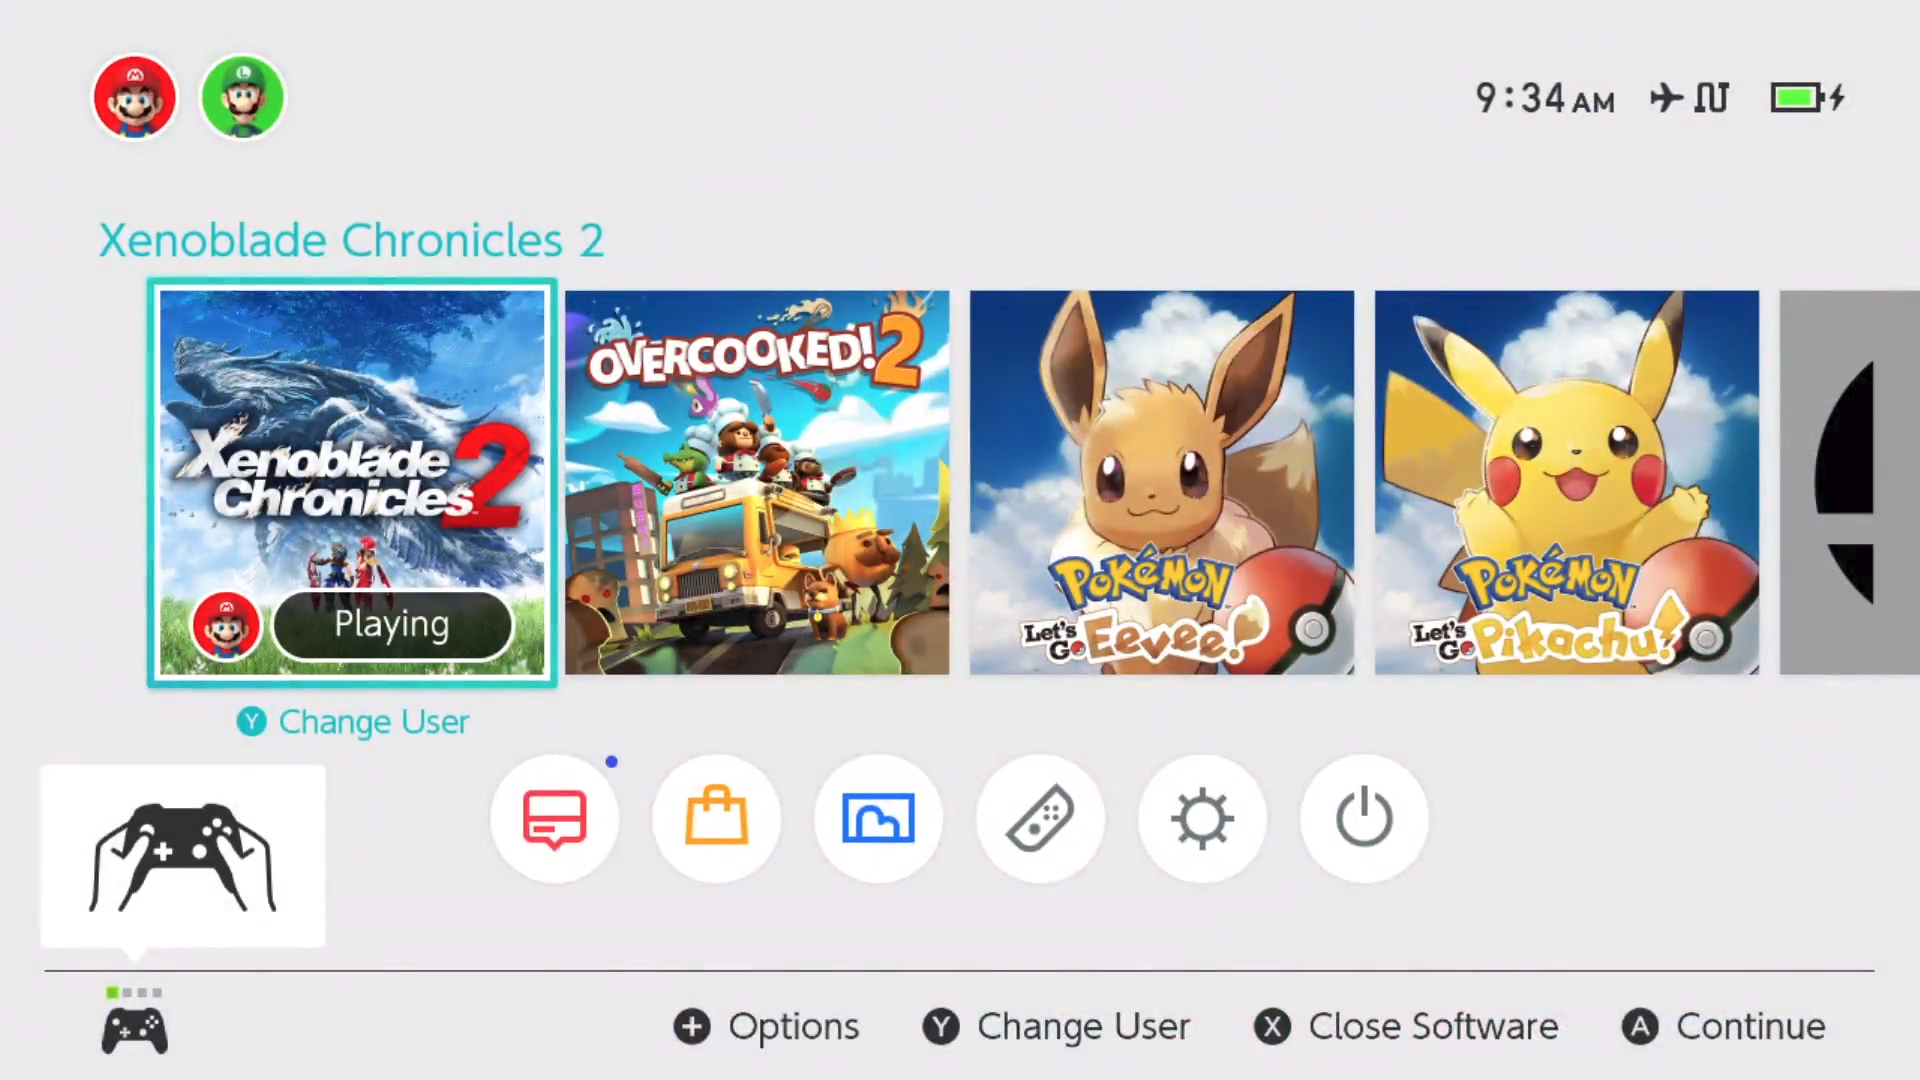 9:34 AM
Xenoblade Chronicles 2
Xenoblade
Chronicles 2
Playing
OVERCOOKED! 2
POKéMON
Let's Go Eevee!
POKéMON
Let's Go Pikachu!
Y Change User
+ Options
Y Change User
X Close Software
A Continue